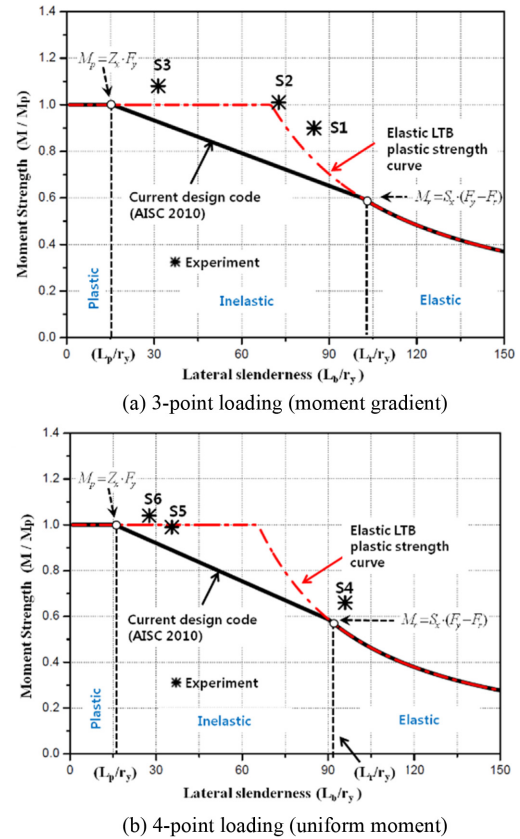 1.4
1.2
1.0
0.8
0.6
0.4
0.2
0.0
Moment Strength (M / Mp)
Mp=Zx·Fy
S3
S2
S1
Elastic LTB
plastic strength
curve
Mr=Sx·(Fy−Fr)
Current design code
(AISC 2010)
Experiment
Plastic
Inelastic
Elastic
0
30
60
90
120
150
(Lp/ry)
(Lr/ry)
Lateral slenderness (Lb/ry)
(a) 3-point loading (moment gradient)
1.4
1.2
1.0
0.8
0.6
0.4
0.2
0.0
Moment Strength (M / Mp)
Mp=Zx·Fy
S6
S5
Elastic LTB
plastic strength
curve
S4
Mr=Sx·(Fy−Fr)
Current design code
(AISC 2010)
Experiment
Plastic
Inelastic
Elastic
0
30
60
90
120
150
(Lp/ry)
(Lr/ry)
Lateral slenderness (Lb/ry)
(b) 4-point loading (uniform moment)